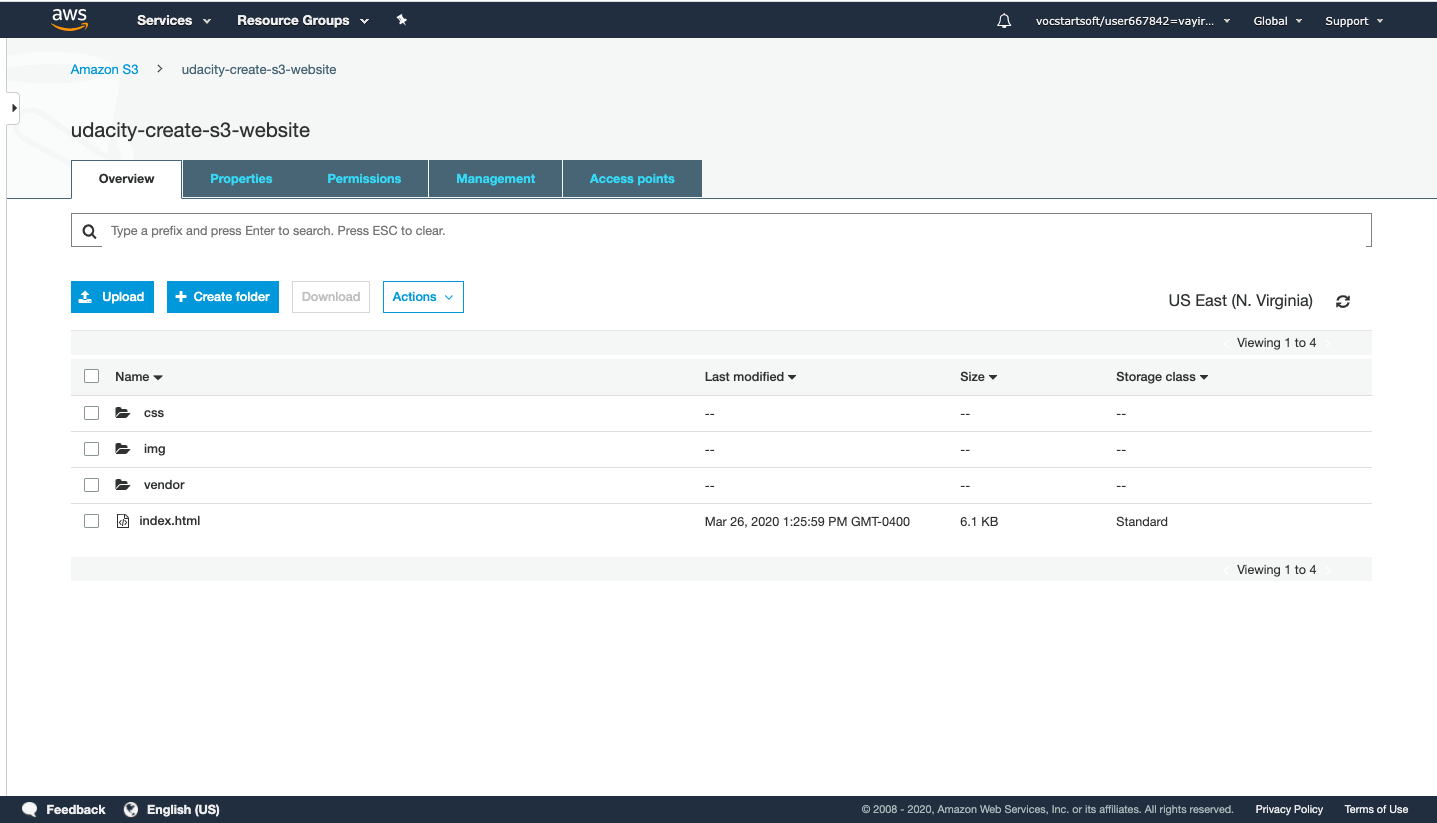 aws Services Resource Groups vocstartsoft/user667842=vayir... Global Support
Amazon S3 > udacity-create-s3-website
udacity-create-s3-website
Overview Properties Permissions Management Access points
Type a prefix and press Enter to search. Press ESC to clear.
Upload + Create folder Download Actions
US East (N. Virginia)
Viewing 1 to 4
Name Last modified Size Storage class
css -- -- --
img -- -- --
vendor -- -- --
index.html Mar 26, 2020 1:25:59 PM GMT-0400 6.1 KB Standard
Viewing 1 to 4
Feedback English (US) © 2008 - 2020, Amazon Web Services, Inc. or its affiliates. All rights reserved. Privacy Policy Terms of Use